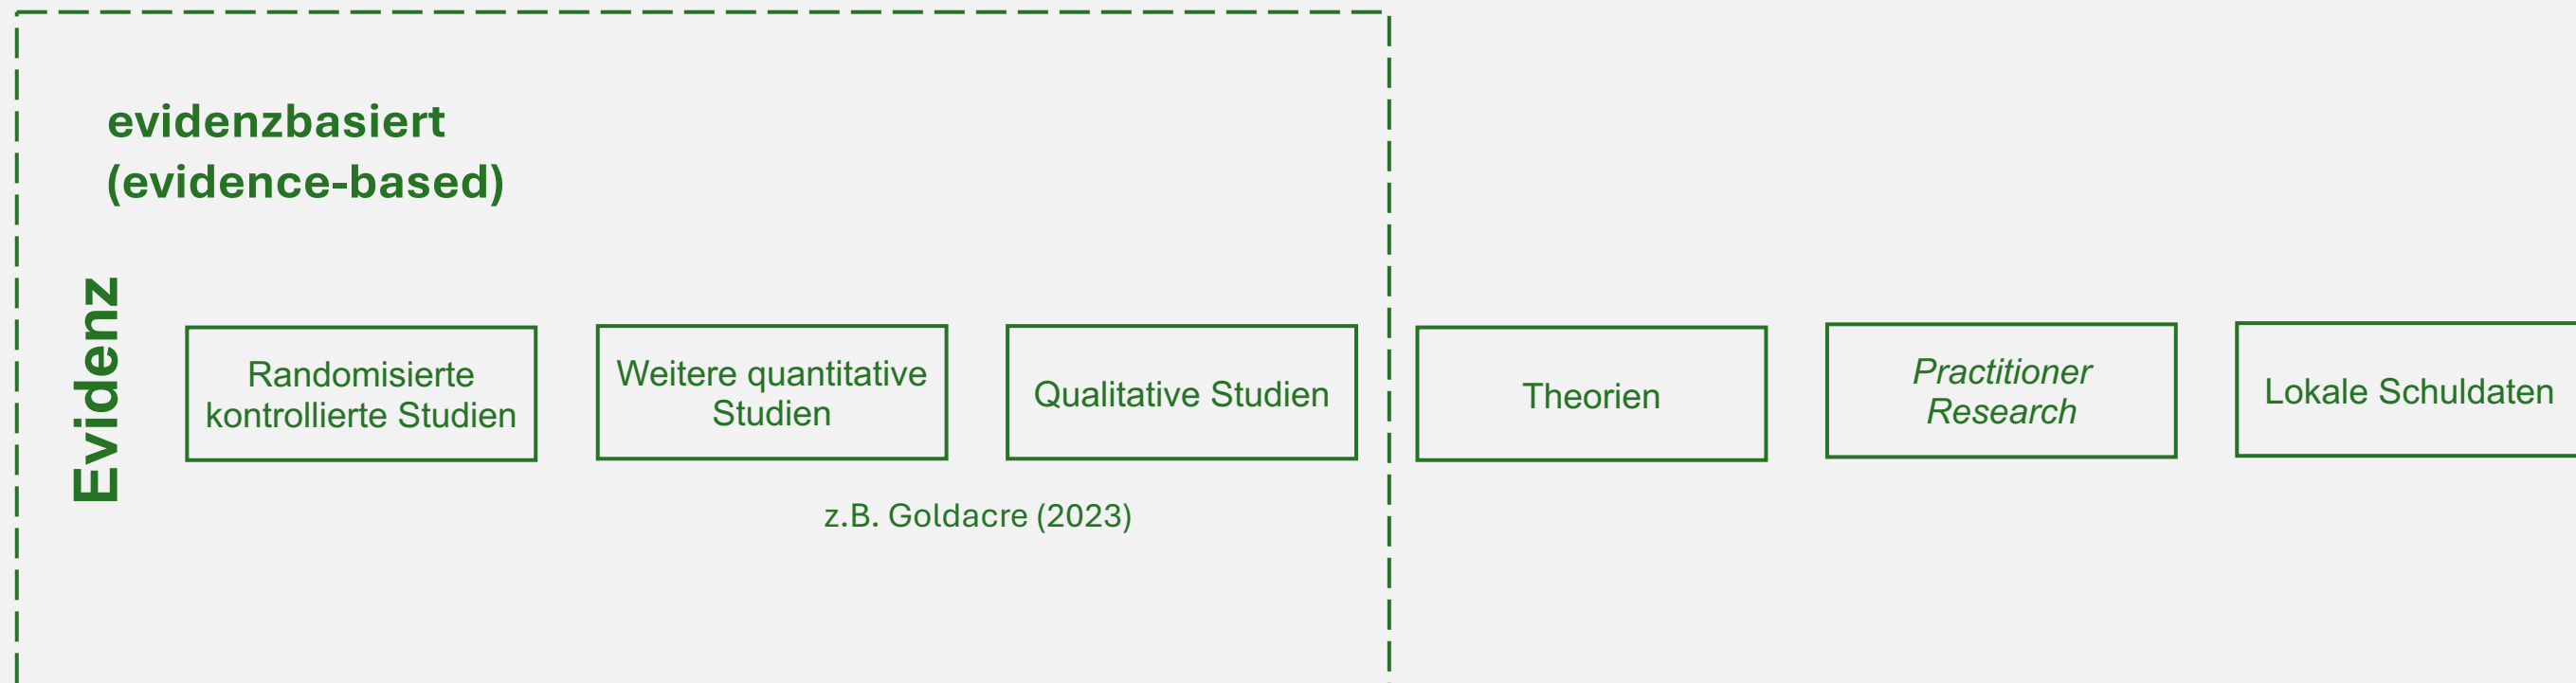 evidenzbasiert
(evidence-based)
Evidenz
Randomisierte
kontrollierte Studien
Weitere quantitative
Studien
Qualitative Studien
Theorien
Practitioner
Research
Lokale Schuldaten
z.B. Goldacre (2023)